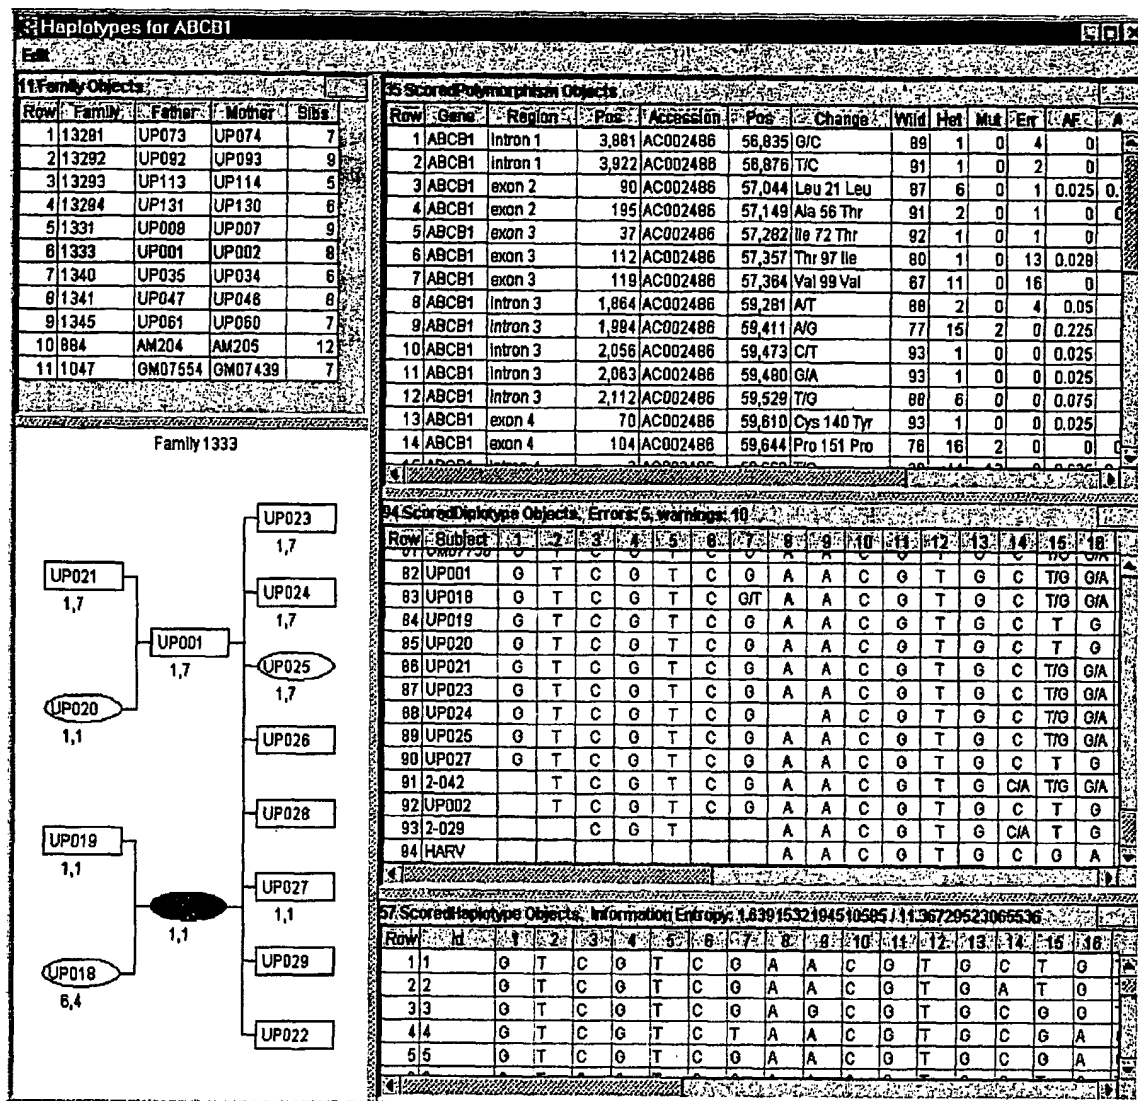 Haplotypes for ABCB1
Edit
11 Family Objects
Row Family Father Mother Sibs
1 13281 UP073 UP074 7
2 13292 UP092 UP093 9
3 13293 UP113 UP114 5
4 13294 UP131 UP130 6
5 1331 UP008 UP007 9
6 1333 UP001 UP002 8
7 1340 UP035 UP034 6
8 1341 UP047 UP046 8
9 1345 UP061 UP060 7
10 884 AM204 AM205 12
11 1047 GM07554 GM07439 7
35 ScoredPolymorphism Objects
Row Gene Region Pos Accession Pos Change Wild Het Mut Err AF A
1 ABCB1 intron 1 3,881 AC002486 56,835 G/C 89 1 0 4 0
2 ABCB1 intron 1 3,922 AC002486 56,876 T/C 91 1 0 2 0
3 ABCB1 exon 2 90 AC002486 57,044 Leu 21 Leu 87 6 0 1 0.025 0.
4 ABCB1 exon 2 195 AC002486 57,149 Ala 56 Thr 91 2 0 1 0
5 ABCB1 exon 3 37 AC002486 57,282 Ile 72 Thr 92 1 0 1 0
6 ABCB1 exon 3 112 AC002486 57,357 Thr 97 Ile 80 1 0 13 0.028
7 ABCB1 exon 3 119 AC002486 57,364 Val 99 Val 67 11 0 16 0
8 ABCB1 intron 3 1,864 AC002486 59,281 A/T 88 2 0 4 0.05
9 ABCB1 intron 3 1,994 AC002486 59,411 A/G 77 15 2 0 0.225
10 ABCB1 intron 3 2,056 AC002486 59,473 C/T 93 1 0 0 0.025
11 ABCB1 intron 3 2,063 AC002486 59,480 G/A 93 1 0 0 0.025
12 ABCB1 intron 3 2,112 AC002486 59,529 T/G 88 6 0 0 0.075
13 ABCB1 exon 4 70 AC002486 59,610 Cys 140 Tyr 93 1 0 0 0.025
14 ABCB1 exon 4 104 AC002486 59,644 Pro 151 Pro 76 16 2 0 0
Family 1333
UP023
1,7
UP021
1,7
UP024
1,7
UP001
1,7
UP025
1,7
UP020
1,1
UP026
UP028
UP019
1,1
UP027
1,1
1,1
UP029
UP018
6,4
UP022
94 ScoredDiplotype Objects, Errors: 5, warnings: 10
Row Subject 1 2 3 4 5 6 7 8 9 10 11 12 13 14 15 16
82 UP001 G T C G T C G A A C G T G C T/G G/A
83 UP018 G T C G T C G/T A A C G T G C T/G G/A
84 UP019 G T C G T C G A A C G T G C T G
85 UP020 G T C G T C G A A C G T G C T G
86 UP021 G T C G T C G A A C G T G C T/G G/A
87 UP023 G T C G T C G A A C G T G C T/G G/A
88 UP024 G T C G T C G A C G T G C T/G G/A
89 UP025 G T C G T C G A A C G T G C T/G G/A
90 UP027 G T C G T C G A A C G T G C T G
91 2-042 T C G T C G A A C G T G C/A T/G G/A
92 UP002 T C G T C G A A C G T G C T G
93 2-029 C G T A A C G T G C/A T G
94 HARV A A C G T G C G A
57 ScoredHaplotype Objects, Information Entropy: 1.6391532194510585 / 11.36729523065536
Row Id 1 2 3 4 5 6 7 8 9 10 11 12 13 14 15 16
1 1 G T C G T C G A A C G T G C T G
2 2 G T C G T C G A A C G T G A T G
3 3 G T C G T C G A G C G T G C G G
4 4 G T C G T C T A A C G T G C G A
5 5 G T C G T C G A A C G T G C G A